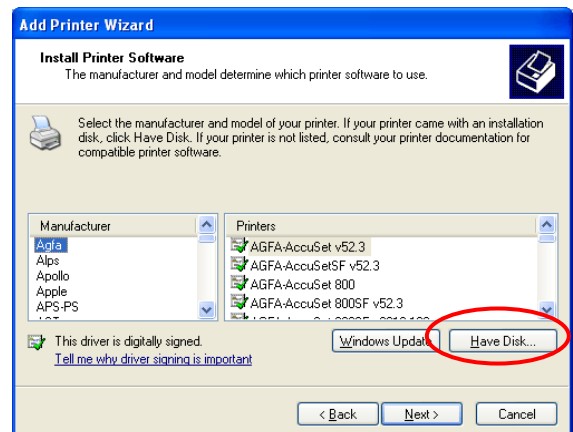 Add Printer Wizard
Install Printer Software
The manufacturer and model determine which printer software to use.
Select the manufacturer and model of your printer. If your printer came with an installation
disk, click Have Disk. If your printer is not listed, consult your printer documentation for
compatible printer software.
Manufacturer
Agfa
Alps
Apollo
Apple
APS-PS
Printers
AGFA-AccuSet v52.3
AGFA-AccuSetSF v52.3
AGFA-AccuSet 800
AGFA-AccuSet 800SF v52.3
This driver is digitally signed.
Tell me why driver signing is important
Windows Update
Have Disk...
< Back
Next >
Cancel